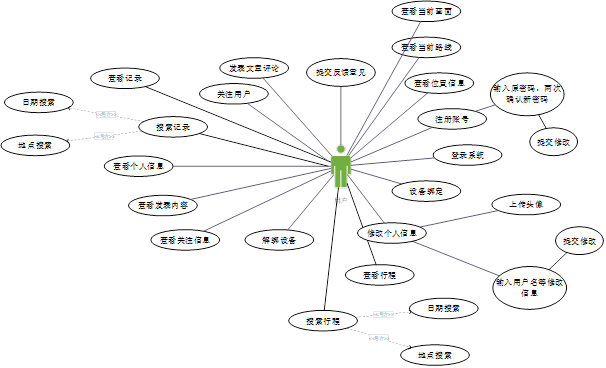 查看当前画面
查看当前路线
发表文章评论
提交反馈意见
查看记录
查看位置信息
关注用户
输入原密码，两次
确认新密码
日期搜索
注册账号
搜索记录
提交修改
地点搜索
登录系统
查看个人信息
设备绑定
用户
查看发表内容
上传头像
修改个人信息
查看关注信息
解绑设备
提交修改
查看行程
输入用户名等修改
信息
日期搜索
搜索行程
地点搜索